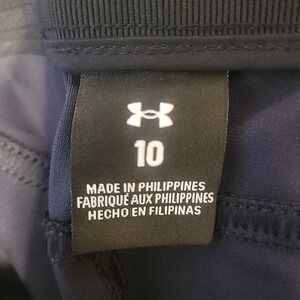 10
MADE IN PHILIPPINES
FABRIQUÉ AUX PHILIPPINES
HECHO EN FILIPINAS